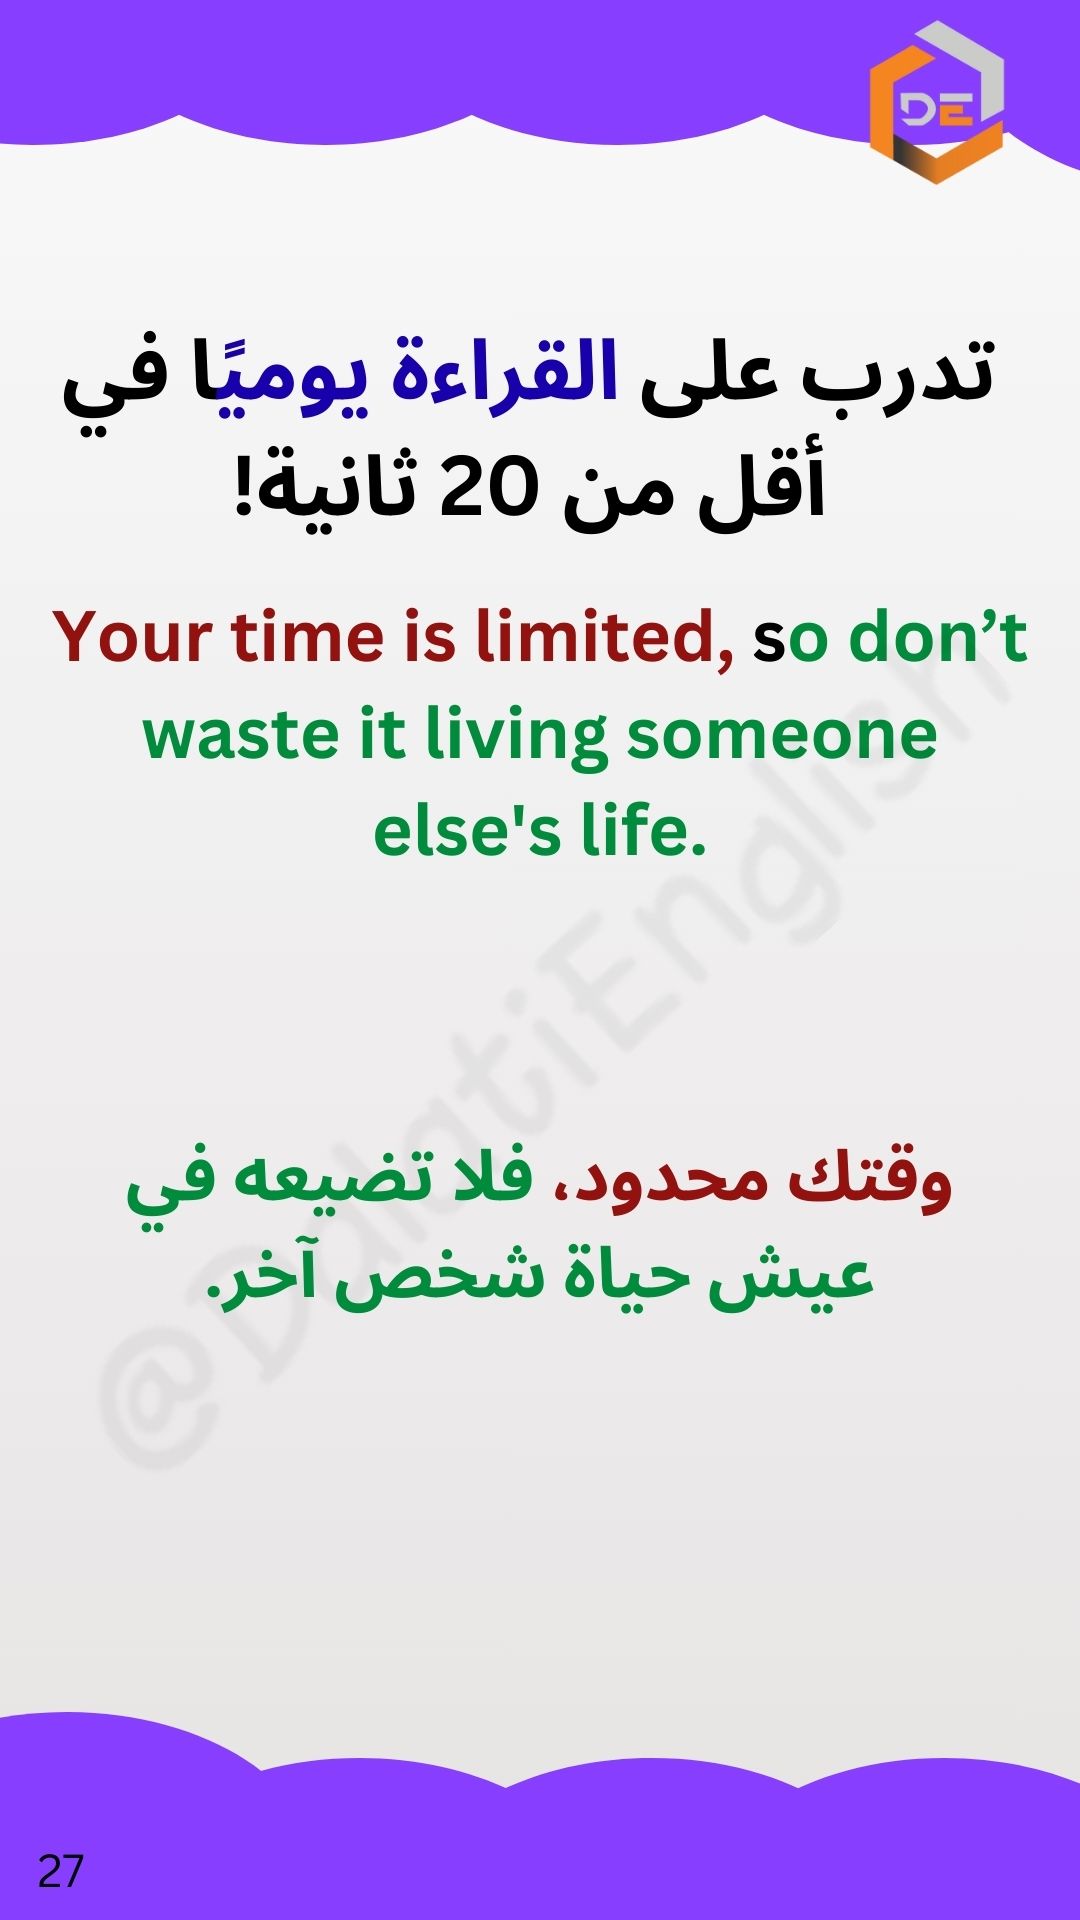 DE
تدرب على القراءة يوميًا في
أقل من 20 ثانية!
Your time is limited, so don’t
waste it living someone
else's life.
@DalatiEnglish
وقتك محدود، فلا تضيعه في
عيش حياة شخص آخر.
27